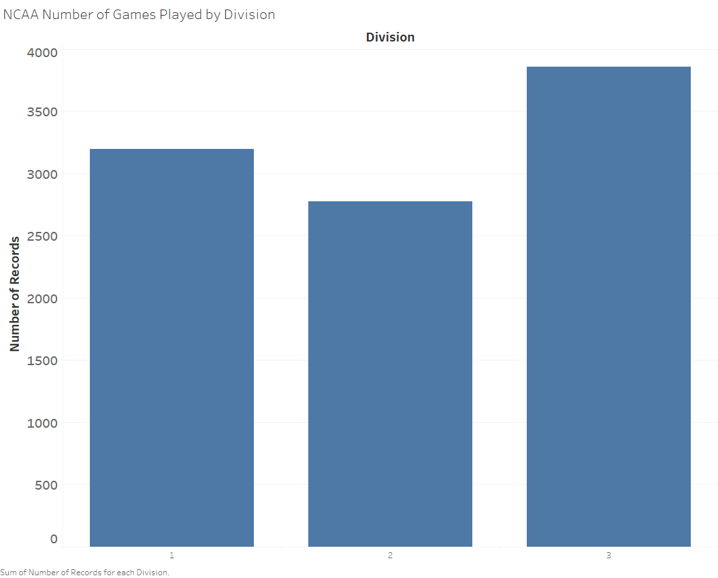 NCAA Number of Games Played by Division
Division
4000
3500
3000
2500
2000
1500
1000
500
0
Number of Records
1 2 3
Sum of Number of Records for each Division.